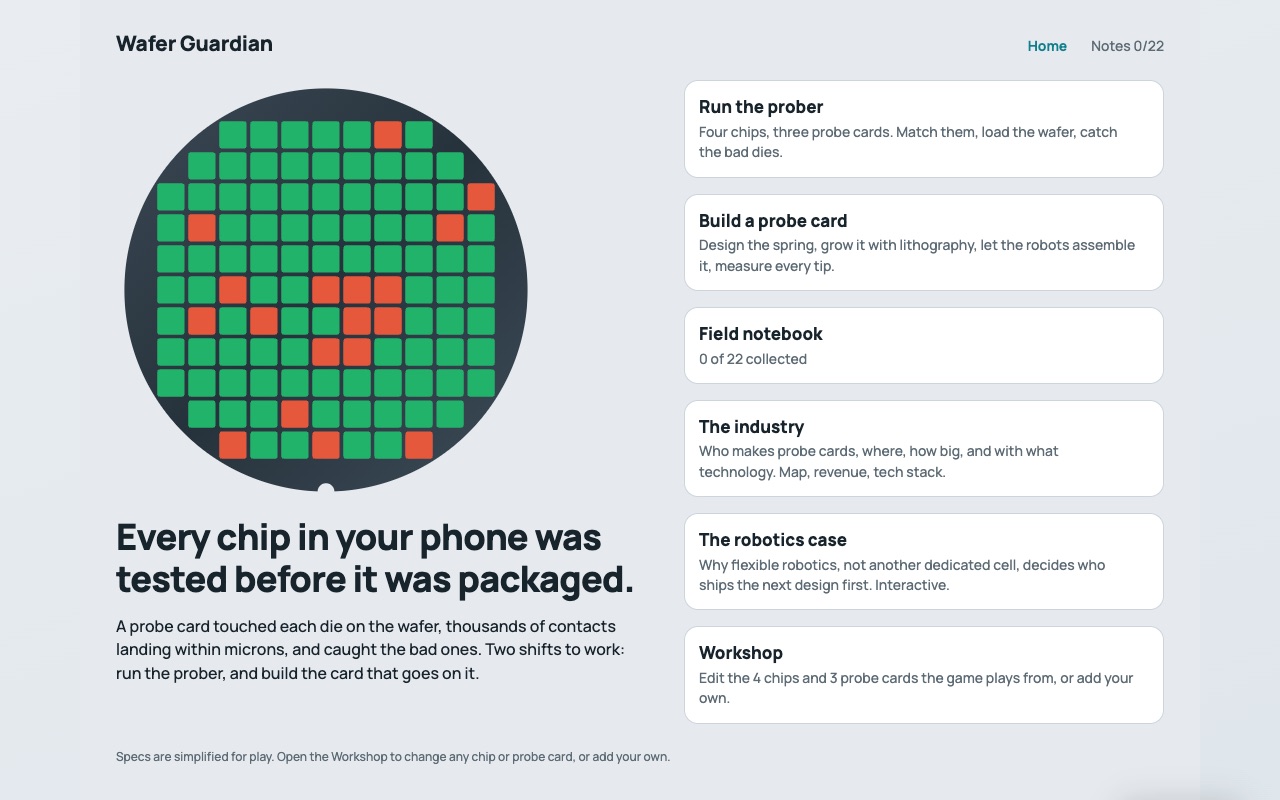 Wafer Guardian
Home
Notes 0/22
Every chip in your phone was
tested before it was packaged.
A probe card touched each die on the wafer, thousands of contacts
landing within microns, and caught the bad ones. Two shifts to work:
run the prober, and build the card that goes on it.
Run the prober
Four chips, three probe cards. Match them, load the wafer, catch
the bad dies.
Build a probe card
Design the spring, grow it with lithography, let the robots assemble
it, measure every tip.
Field notebook
0 of 22 collected
The industry
Who makes probe cards, where, how big, and with what
technology. Map, revenue, tech stack.
The robotics case
Why flexible robotics, not another dedicated cell, decides who
ships the next design first. Interactive.
Workshop
Edit the 4 chips and 3 probe cards the game plays from, or add your
own.
Specs are simplified for play. Open the Workshop to change any chip or probe card, or add your own.